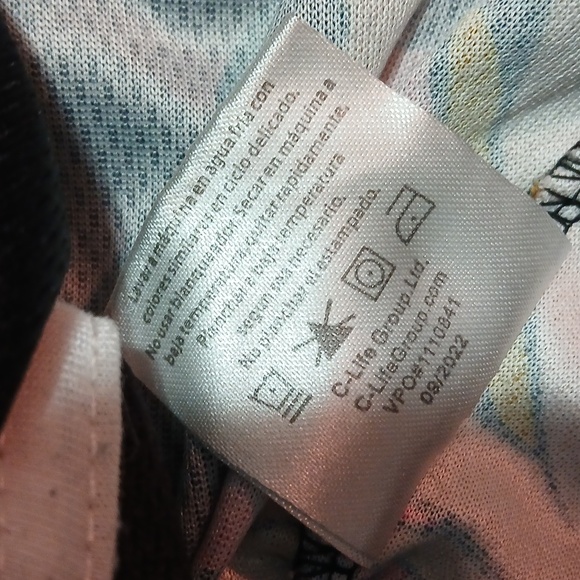 Lavar á máquina en agua fría con
colores similares en ciclo delicado.
No usar blanqueador. Secar en máquina a
baja temperatura. Quitar rápidamente.
Planchar a baja temperatura
según sea necesario.
No planchar el estampado.
C-Life Group Ltd.
C-LifeGroup.com
VPO#1110841
09/2022